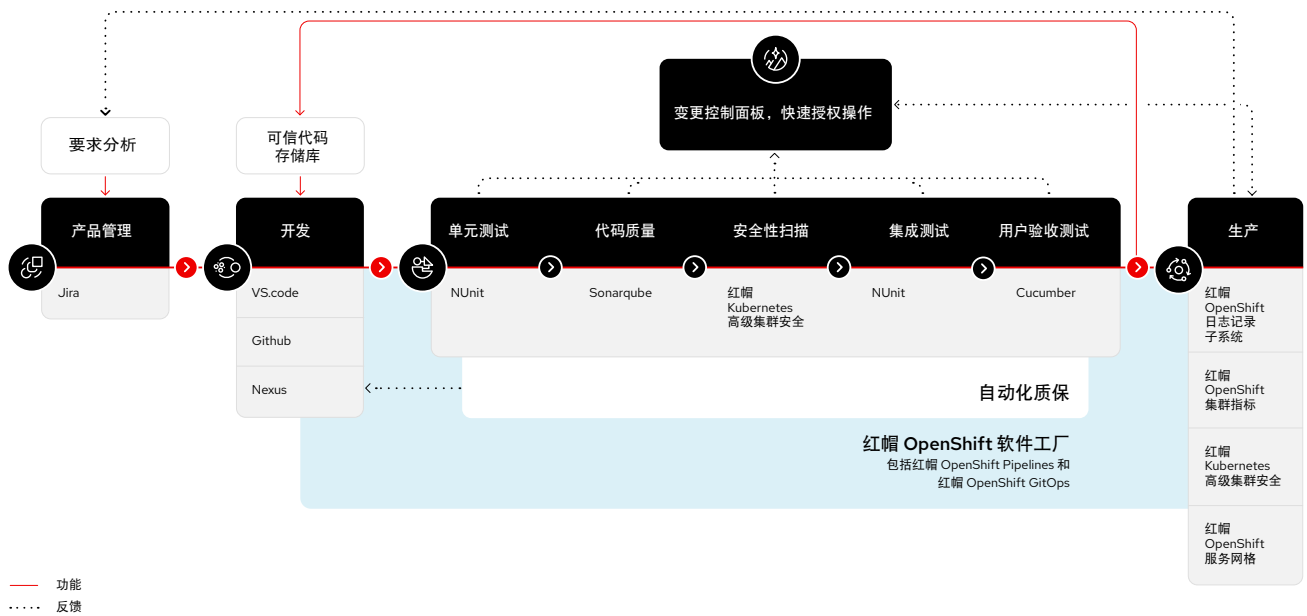 变更控制面板，快速授权操作
要求分析
可信代码
存储库
产品管理
开发
单元测试
代码质量
安全性扫描
集成测试
用户验收测试
生产
Jira
VS.code
Github
Nexus
NUnit
Sonarqube
红帽
Kubernetes
高级集群安全
NUnit
Cucumber
红帽
OpenShift
日志记录
子系统
红帽
OpenShift
集群指标
红帽
Kubernetes
高级集群安全
红帽
OpenShift
服务网格
自动化质保
红帽 OpenShift 软件工厂
包括红帽 OpenShift Pipelines 和
红帽 OpenShift GitOps
功能
反馈